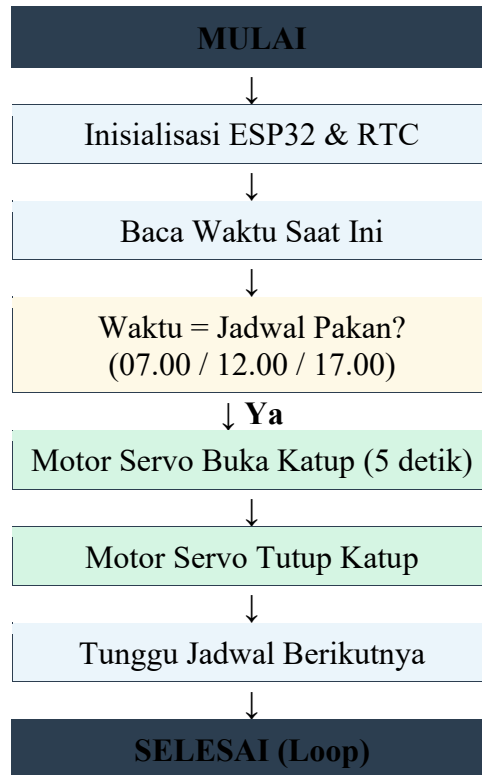 MULAI
↓
Inisialisasi ESP32 & RTC
↓
Baca Waktu Saat Ini
↓
Waktu = Jadwal Pakan?
(07.00 / 12.00 / 17.00)
↓ Ya
Motor Servo Buka Katup (5 detik)
↓
Motor Servo Tutup Katup
↓
Tunggu Jadwal Berikutnya
↓
SELESAI (Loop)